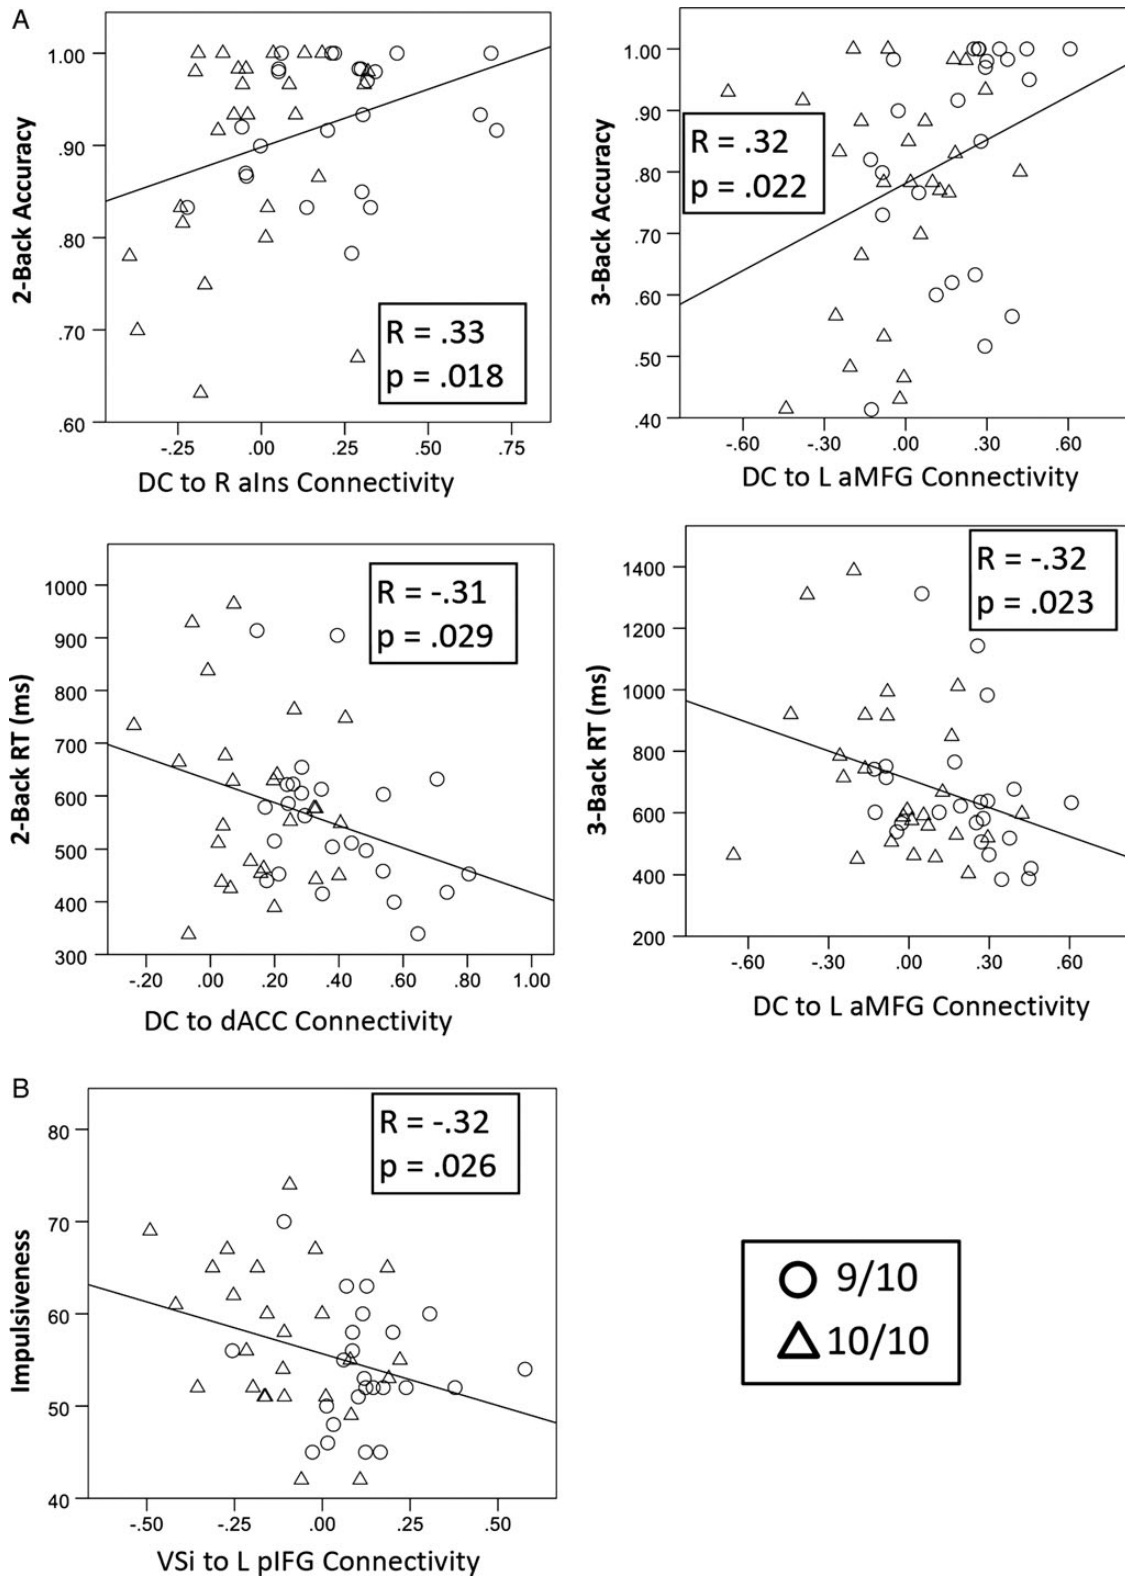 A
2-Back Accuracy
1.00
.90
.80
.70
.60
R = .33
p = .018
-.25 .00 .25 .50 .75
DC to R aIns Connectivity
3-Back Accuracy
1.00
.90
.80
.70
.60
.50
.40
R = .32
p = .022
-.60 -.30 .00 .30 .60
DC to L aMFG Connectivity
2-Back RT (ms)
1000
900
800
700
600
500
400
300
R = -.31
p = .029
-.20 .00 .20 .40 .60 .80 1.00
DC to dACC Connectivity
3-Back RT (ms)
1400
1200
1000
800
600
400
200
R = -.32
p = .023
-.60 -.30 .00 .30 .60
DC to L aMFG Connectivity
B
Impulsiveness
80
70
60
50
40
R = -.32
p = .026
-.50 -.25 .00 .25 .50
VSi to L pIFG Connectivity
9/10
10/10